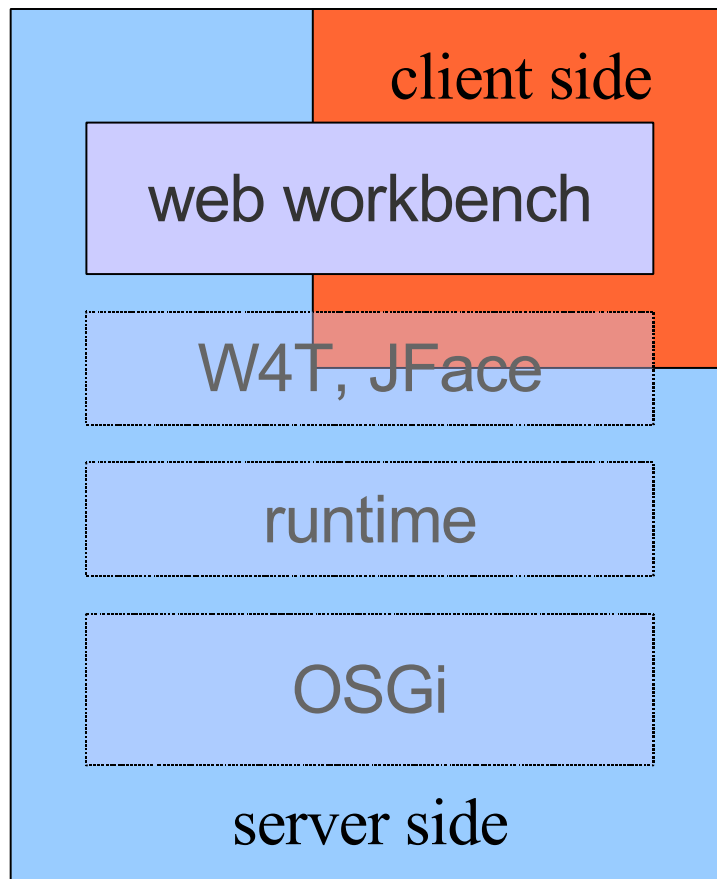 client side
web workbench
W4T, JFace
runtime
OSGi
server side